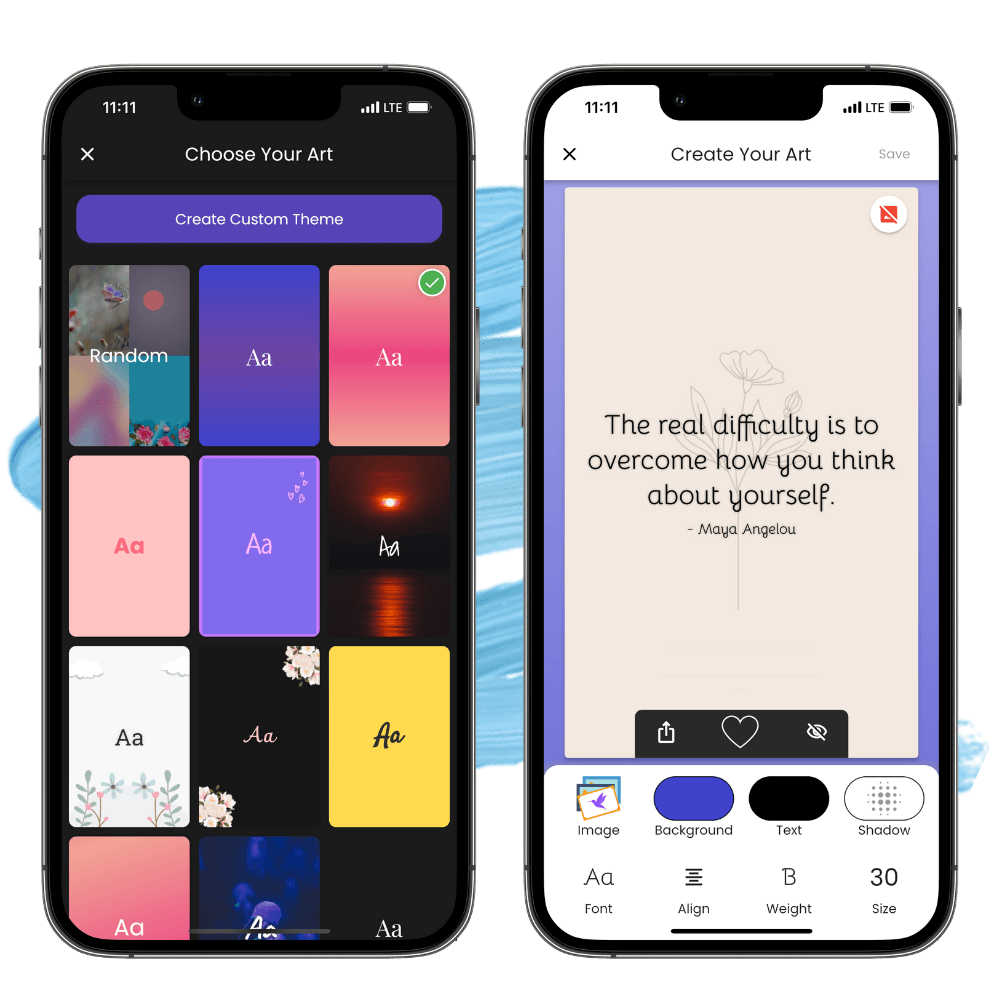 11:11
LTE
Choose Your Art
Create Custom Theme
Random
Aa
Aa
Aa
Aa
Aa
Aa
Aa
Aa
Aa
Aa
Aa
11:11
LTE
Create Your Art
Save
The real difficulty is to
overcome how you think
about yourself.
- Maya Angelou
Image
Background
Text
Shadow
Aa
B
30
Font
Align
Weight
Size